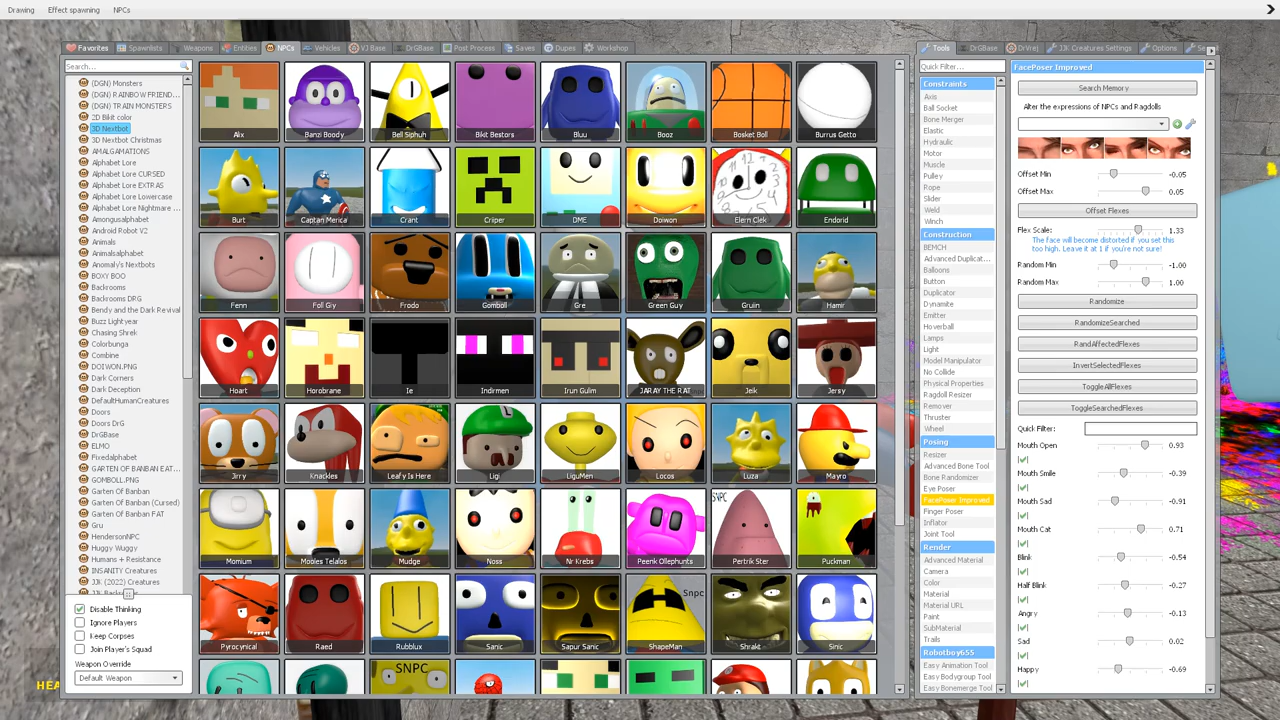 Drawing Effect spawning NPCs
Favorites Spawnlists Weapons Entities NPCs Vehicles VJ Base DrGBase Post Process Saves Dupes Workshop
Search...
(DGN) Monsters
(DGN) RAINBOW FRIEND...
(DGN) TRAIN MONSTERS
2D Bikit color
3D Nextbot
3D Nextbot Christmas
AMALGAMATIONS
Alphabet Lore
Alphabet Lore CURSED
Alphabet Lore EXTRAS
Alphabet Lore Lowercase
Alphabet Lore Nightmare ...
Amongusalphabet
Android Robot V2
Animals
Animalsalphabet
Anomaly's Nextbots
BOXY BOO
Backrooms
Backrooms DRG
Bendy and the Dark Revival
Buzz Lightyear
Chasing Shrek
Colorbunga
Combine
DOIWON.PNG
Dark Corners
Dark Deception
DefaultHumanCreatures
Doors
Doors DrG
DrGBase
ELMO
Fixedalphabet
GARTEN OF BANBAN EAT...
GOMBOLL.PNG
Garten Of Banban
Garten Of Banban (Cursed)
Garten Of Banban FAT
Gru
HendersonNPC
Huggy Wuggy
Humans + Resistance
INSANITY Creatures
JJK (2022) Creatures
Disable Thinking
Ignore Players
Keep Corpses
Join Player's Squad
Weapon Override
Default Weapon
HEA
Alix Banzi Boody Bell Siphuh Bikit Bestors Bluu Booz Bosket Boll Burrus Getto
Burt Captan Merica Crant Criper DME Doiwon Elern Clek Endorid
Fenn Foll Giy Frodo Gomboll Gre Green Guy Gruin Hamir
Hoart Horobrane Ie Indirmen Irun Gulim JARAY THE RAT Jeik Jersy
Jirry Knackles Leafy Is Here Ligi LiguMen Locos Luza Mayro
SNPC
Momium Mobles Telalos Mudge Noss Nr Krebs Peenk Ollephunts Pertrik Ster Puckman
Snpc
Pyrocynical Raed Rubblux Sanic Sapur Sanic ShapeMan Shrakt Sinic
SNPC
Tools DrGBase DrVrej JJK Creatures Settings Options
Quick Filter...
Constraints
Axis
Ball Socket
Bone Merger
Elastic
Hydraulic
Motor
Muscle
Pulley
Rope
Slider
Weld
Winch
Construction
BEMCH
Advanced Duplicat...
Balloons
Button
Duplicator
Dynamite
Emitter
Hoverball
Lamps
Light
Model Manipulator
No Collide
Physical Properties
Ragdoll Resizer
Remover
Thruster
Wheel
Posing
Resizer
Advanced Bone Tool
Bone Randomizer
Eye Poser
FacePoser Improved
Finger Poser
Inflator
Joint Tool
Render
Advanced Material
Camera
Color
Material
Material URL
Paint
SubMaterial
Trails
Robotboy655
Easy Animation Tool
Easy Bodygroup Tool
Easy Bonemerge Tool
FacePoser Improved
Search Memory
Alter the expressions of NPCs and Ragdolls
Offset Min -0.05
Offset Max 0.05
Offset Flexes
Flex Scale: 1.33
The face will become distorted if you set this
too high. Leave it at 1 if you're not sure!
Random Min -1.00
Random Max 1.00
Randomize
RandomizeSearched
RandAffectedFlexes
InvertSelectedFlexes
ToggleAllFlexes
ToggleSearchedFlexes
Quick Filter:
Mouth Open 0.93
Mouth Smile -0.39
Mouth Sad -0.91
Mouth Cat 0.71
Blink -0.54
Half Blink -0.27
Angry -0.13
Sad 0.02
Happy -0.69